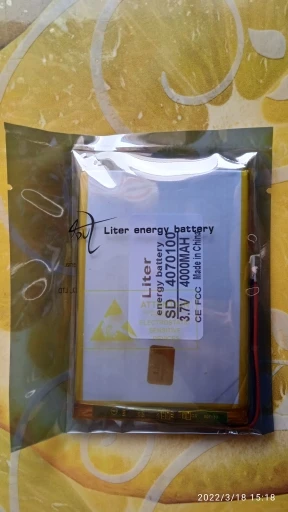 Liter energy battery
Liter
energy battery
SD 4070100
3.7V 4000MAH
CE FCC Made in China
2022/3/18 15:18